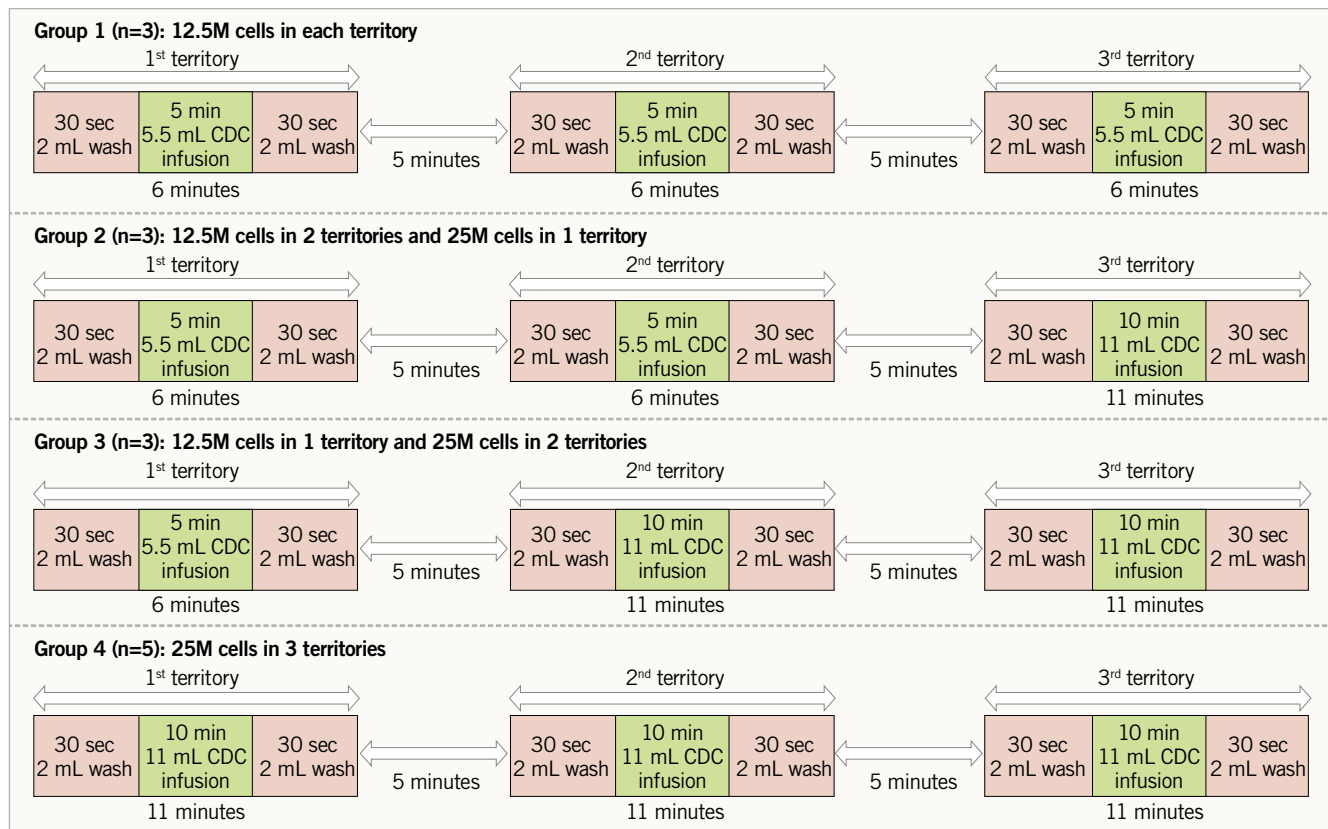 Group 1 (n=3): 12.5M cells in each territory
1st territory
2nd territory
3rd territory
30 sec
2 mL wash
5 min
5.5 mL CDC
infusion
30 sec
2 mL wash
5 minutes
30 sec
2 mL wash
5 min
5.5 mL CDC
infusion
30 sec
2 mL wash
5 minutes
30 sec
2 mL wash
5 min
5.5 mL CDC
infusion
30 sec
2 mL wash
6 minutes
6 minutes
6 minutes
Group 2 (n=3): 12.5M cells in 2 territories and 25M cells in 1 territory
1st territory
2nd territory
3rd territory
30 sec
2 mL wash
5 min
5.5 mL CDC
infusion
30 sec
2 mL wash
5 minutes
30 sec
2 mL wash
5 min
5.5 mL CDC
infusion
30 sec
2 mL wash
5 minutes
30 sec
2 mL wash
10 min
11 mL CDC
infusion
30 sec
2 mL wash
6 minutes
6 minutes
11 minutes
Group 3 (n=3): 12.5M cells in 1 territory and 25M cells in 2 territories
1st territory
2nd territory
3rd territory
30 sec
2 mL wash
5 min
5.5 mL CDC
infusion
30 sec
2 mL wash
5 minutes
30 sec
2 mL wash
10 min
11 mL CDC
infusion
30 sec
2 mL wash
5 minutes
30 sec
2 mL wash
10 min
11 mL CDC
infusion
30 sec
2 mL wash
6 minutes
11 minutes
11 minutes
Group 4 (n=5): 25M cells in 3 territories
1st territory
2nd territory
3rd territory
30 sec
2 mL wash
10 min
11 mL CDC
infusion
30 sec
2 mL wash
5 minutes
30 sec
2 mL wash
10 min
11 mL CDC
infusion
30 sec
2 mL wash
5 minutes
30 sec
2 mL wash
10 min
11 mL CDC
infusion
30 sec
2 mL wash
11 minutes
11 minutes
11 minutes